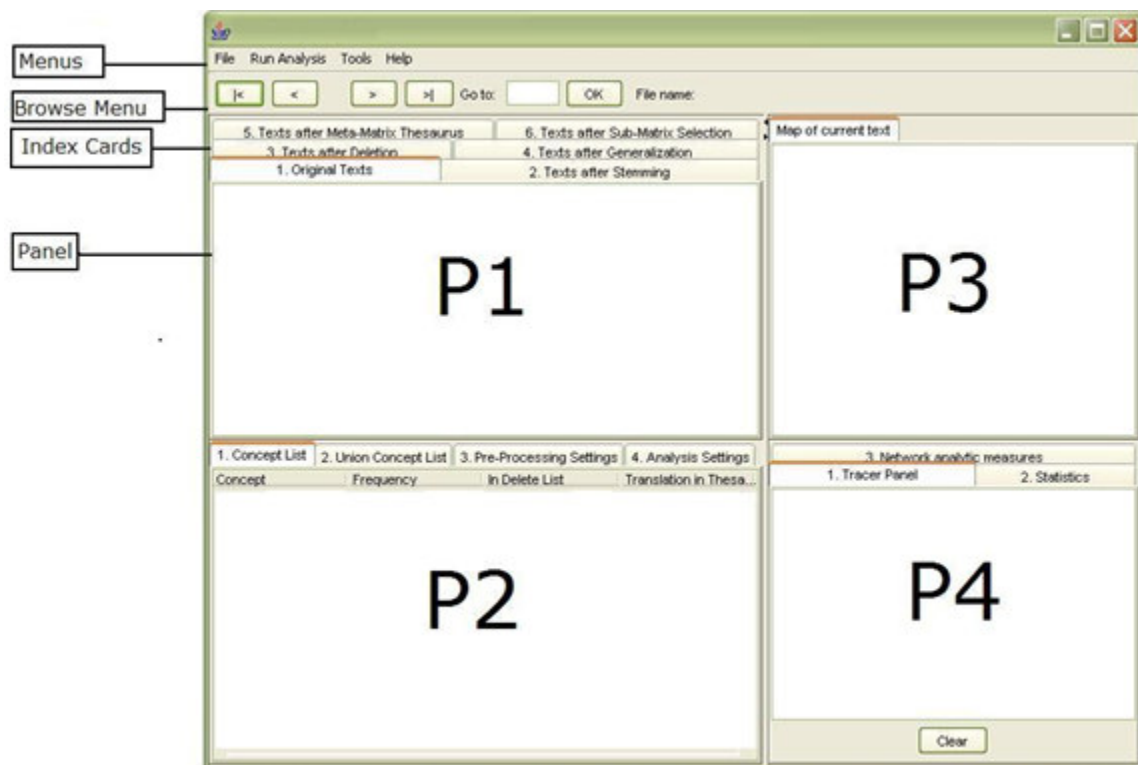 Menus
File Run Analysis Tools Help
Browse Menu
|< < > >| Go to: OK File name:
Index Cards
5. Texts after Meta-Matrix Thesaurus 6. Texts after Sub-Matrix Selection
3. Texts after Deletion 4. Texts after Generalization
1. Original Texts 2. Texts after Stemming
Map of current text
Panel
P1
P3
1. Concept List 2. Union Concept List 3. Pre-Processing Settings 4. Analysis Settings
Concept Frequency In Delete List Translation in Thesa...
P2
3. Network analytic measures
1. Tracer Panel 2. Statistics
P4
Clear